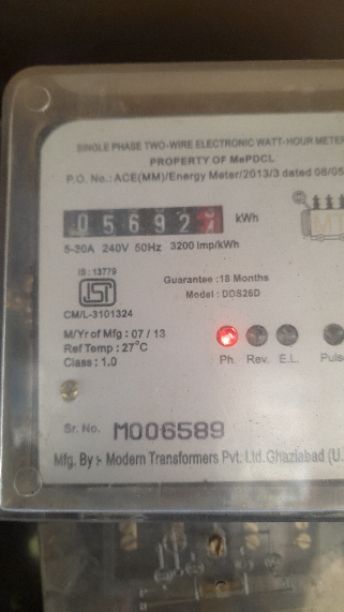 SINGLE PHASE TWO-WIRE ELECTRONIC WATT-HOUR METER
PROPERTY OF MePDCL
P.O. No.: ACE(MM)/Energy Meter/2013/3 dated 08/05
05692 kWh
5-30A 240V 50Hz 3200 Imp/kWh
IS : 13779
ISI
CM/L-3101324
Guarantee :18 Months
Model : DDS26D
M/Yr of Mfg : 07 / 13
Ref Temp : 27°C
Class : 1.0
Ph. Rev. E.L. Pulse
Sr. No. M006589
Mfg. By :- Modern Transformers Pvt. Ltd. Ghaziabad (U.